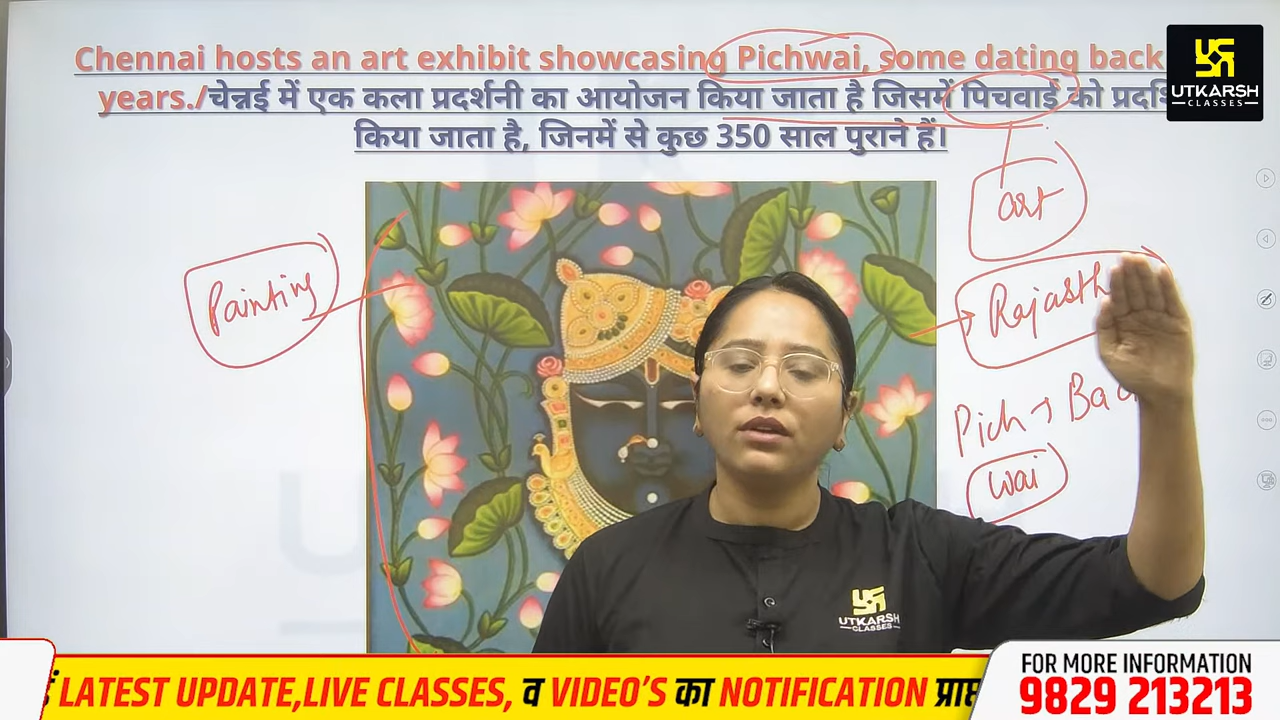 Chennai hosts an art exhibit showcasing Pichwai, some dating back
years./चेन्नई में एक कला प्रदर्शनी का आयोजन किया जाता है जिसमें पिचवाई को
किया जाता है, जिनमें से कुछ 350 साल पुराने हैं।
UTKARSH
CLASSES
art
Painting
Pich → 
wai
UTKARSH
CLASSES
LATEST UPDATE,LIVE CLASSES, व VIDEO'S का NOTIFICATION
FOR MORE INFORMATION
9829 213213